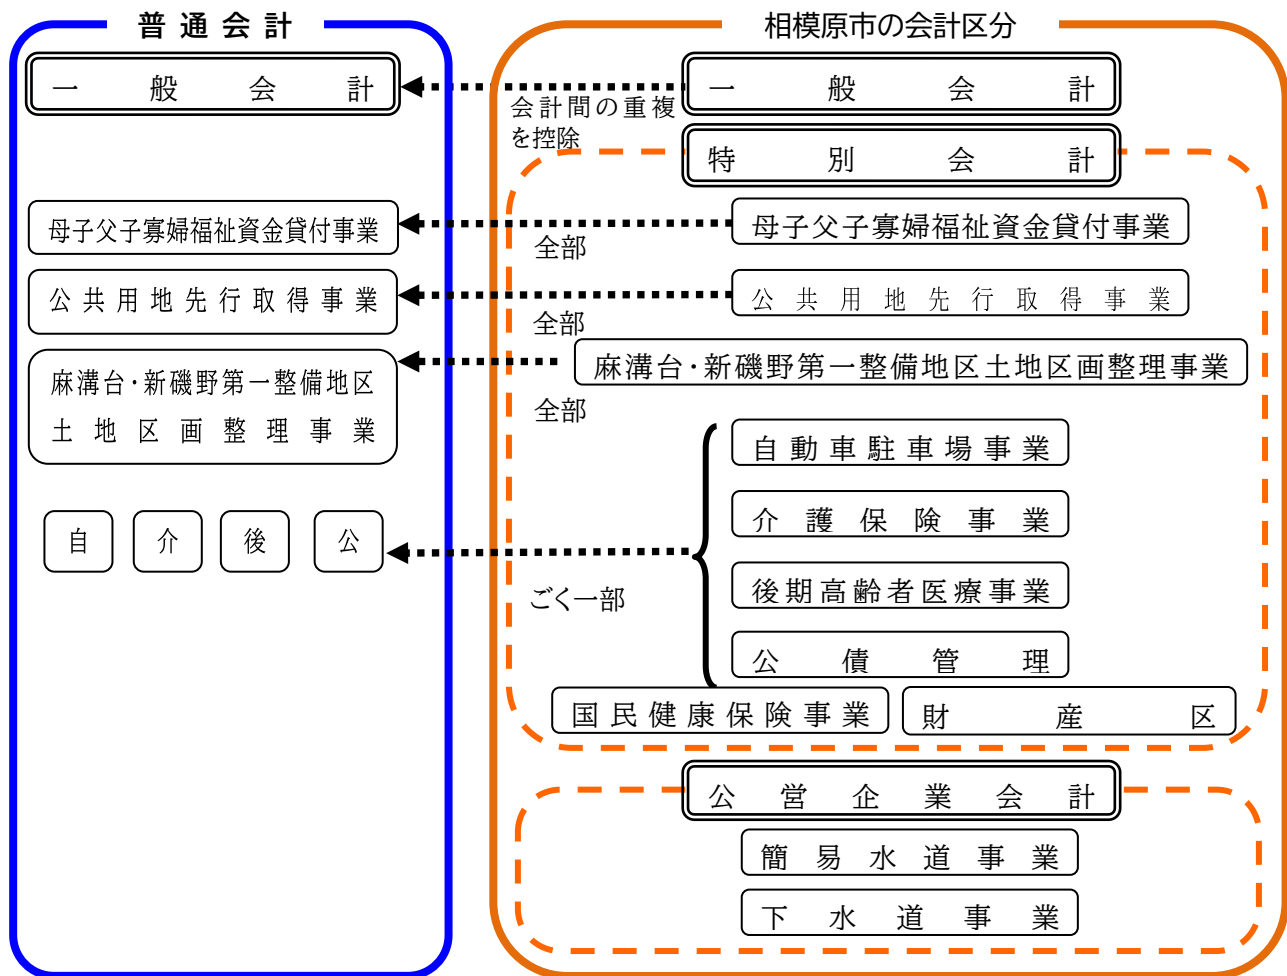 普通会計
一般会計
母子父子寡婦福祉資金貸付事業
公共用地先行取得事業
麻溝台・新磯野第一整備地区
土地区画整理事業
自 介 後 公
会計間の重複
を控除
全部
全部
全部
ごく一部
相模原市の会計区分
一般会計
特別会計
母子父子寡婦福祉資金貸付事業
公共用地先行取得事業
麻溝台・新磯野第一整備地区土地区画整理事業
自動車駐車場事業
介護保険事業
後期高齢者医療事業
公債管理
国民健康保険事業
財産区
公営企業会計
簡易水道事業
下水道事業